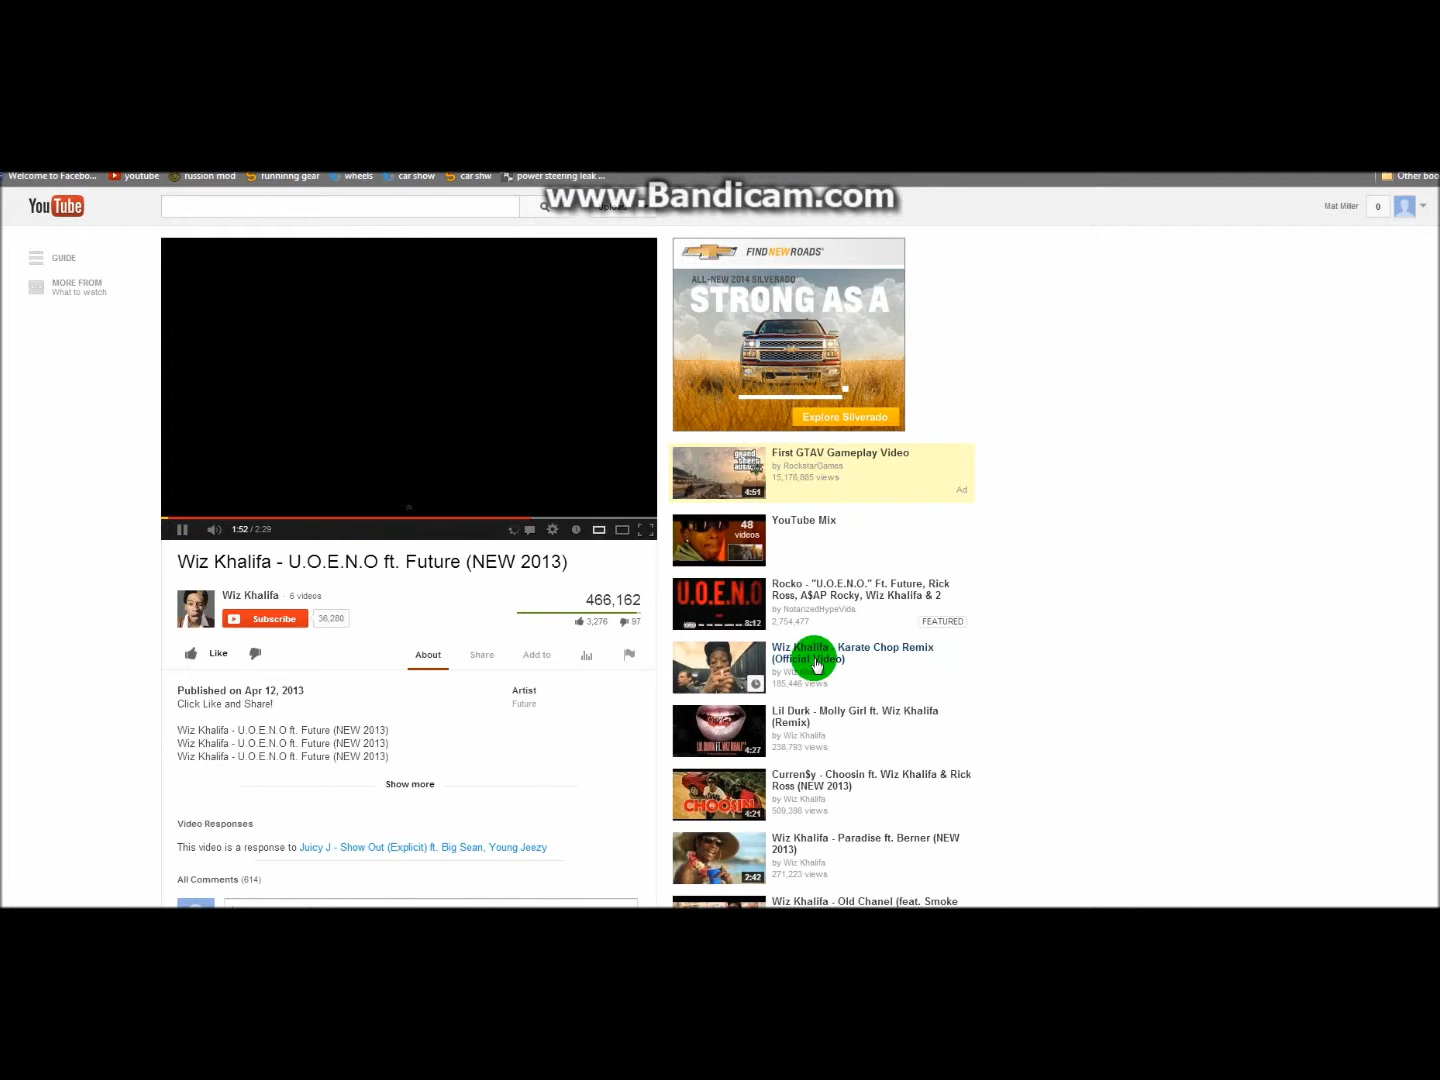 Welcome to Facebo...
youtube
russion mod
runninng gear
wheels
car show
car shw
power steering leak ...
Other boo
www.Bandicam.com
YouTube
Mat Miller
0
GUIDE
MORE FROM
What to watch
FIND NEW ROADS
ALL-NEW 2014 SILVERADO
STRONG AS A
Explore Silverado
1:52 / 2:29
Wiz Khalifa - U.O.E.N.O ft. Future (NEW 2013)
Wiz Khalifa · 6 videos
Subscribe
36,280
466,162
3,276
97
Like
About
Share
Add to
Published on Apr 12, 2013
Click Like and Share!
Artist
Future
Wiz Khalifa - U.O.E.N.O ft. Future (NEW 2013)
Wiz Khalifa - U.O.E.N.O ft. Future (NEW 2013)
Wiz Khalifa - U.O.E.N.O ft. Future (NEW 2013)
Show more
Video Responses
This video is a response to Juicy J - Show Out (Explicit) ft. Big Sean, Young Jeezy
All Comments (614)
grand
theft
auto
4:51
First GTAV Gameplay Video
by RockstarGames
15,176,885 views
Ad
48
videos
YouTube Mix
U.O.E.N.O
8:12
Rocko - "U.O.E.N.O." Ft. Future, Rick
Ross, A$AP Rocky, Wiz Khalifa & 2
by NotarizedHypeVids
2,754,477
FEATURED
Wiz Khalifa - Karate Chop Remix
(Official Video)
by Wiz
185,446 views
4:27
Lil Durk - Molly Girl ft. Wiz Khalifa
(Remix)
by Wiz Khalifa
236,793 views
CHOOSIN
4:21
Curren$y - Choosin ft. Wiz Khalifa & Rick
Ross (NEW 2013)
by Wiz Khalifa
509,398 views
2:42
Wiz Khalifa - Paradise ft. Berner (NEW
2013)
by Wiz Khalifa
271,223 views
Wiz Khalifa - Old Chanel (feat. Smoke